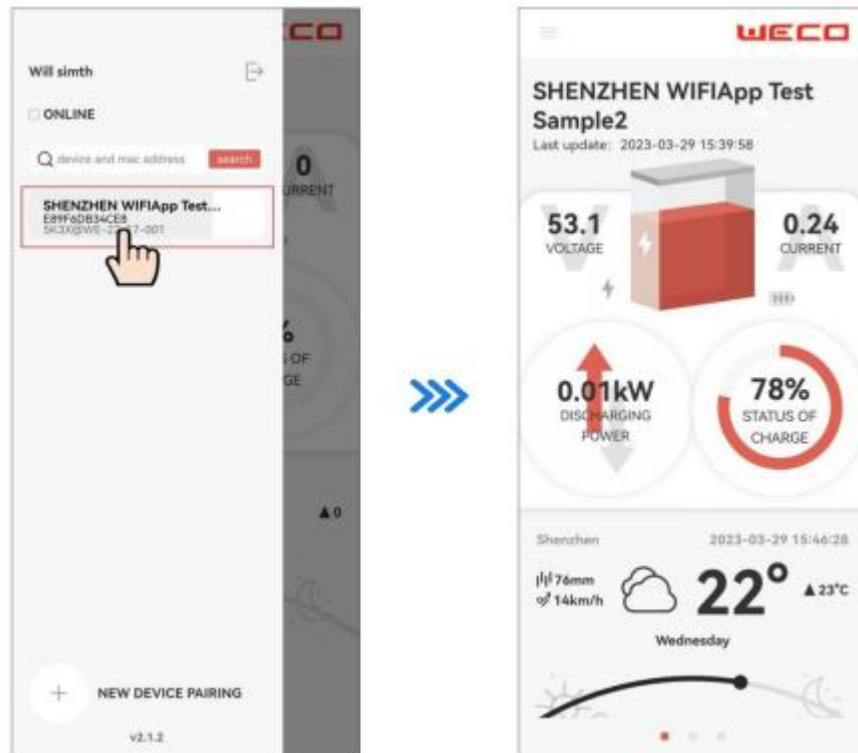 Will simth
ONLINE
device and mac address search
SHENZHEN WIFIApp Test...
E89F6DB34CE8
0
CURRENT
%
GE
▲0
NEW DEVICE PAIRING
v2.1.2
WECO
SHENZHEN WIFIApp Test
Sample2
Last update: 2023-03-29 15:39:58
53.1
VOLTAGE
0.24
CURRENT
0.01kW
DISCHARGING
POWER
78%
STATUS OF
CHARGE
Shenzhen 2023-03-29 15:46:28
76mm
14km/h
22°
▲ 23°C
Wednesday